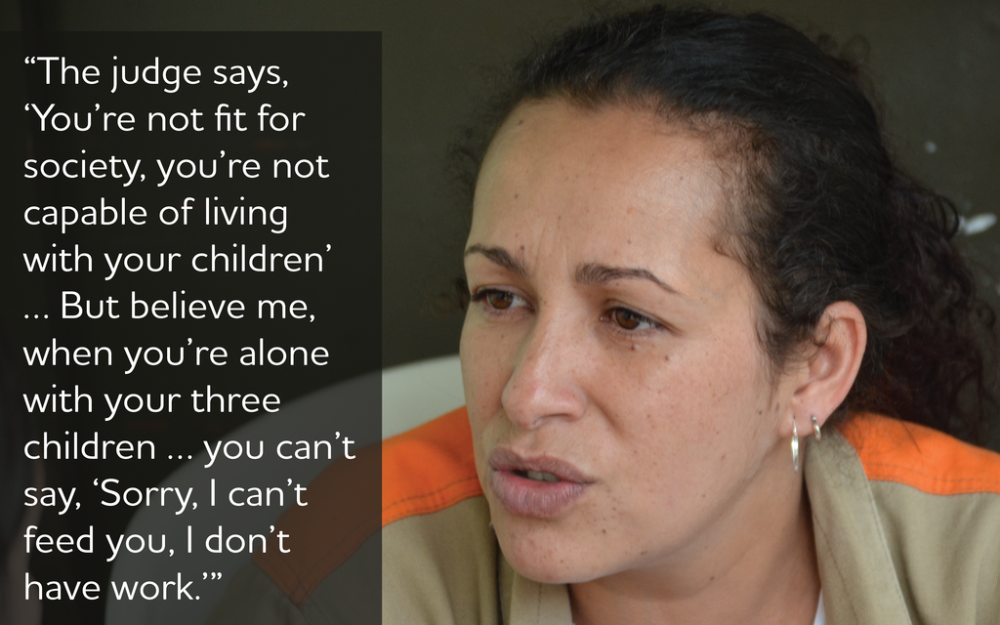 “The judge says,
‘You’re not fit for
society, you’re not
capable of living
with your children’
... But believe me,
when you’re alone
with your three
children ... you can’t
say, ‘Sorry, I can’t
feed you, I don’t
have work.’”